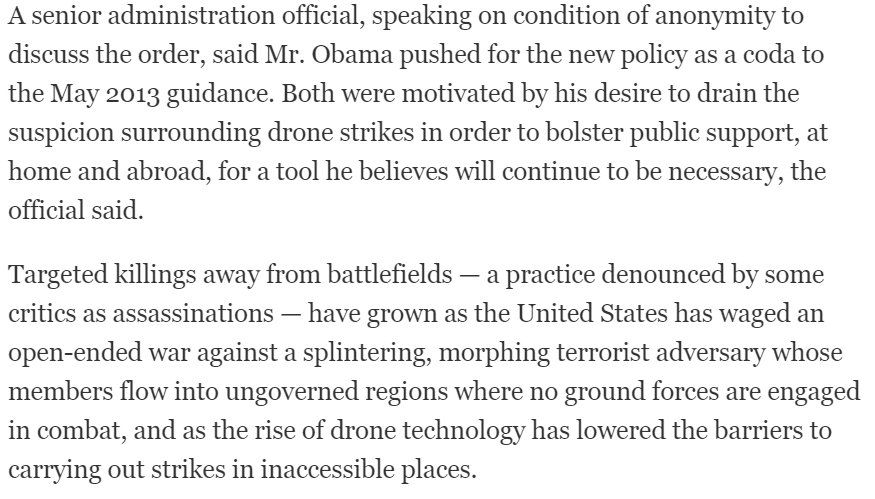 A senior administration official, speaking on condition of anonymity to
discuss the order, said Mr. Obama pushed for the new policy as a coda to
the May 2013 guidance. Both were motivated by his desire to drain the
suspicion surrounding drone strikes in order to bolster public support, at
home and abroad, for a tool he believes will continue to be necessary, the
official said.
Targeted killings away from battlefields — a practice denounced by some
critics as assassinations — have grown as the United States has waged an
open-ended war against a splintering, morphing terrorist adversary whose
members flow into ungoverned regions where no ground forces are engaged
in combat, and as the rise of drone technology has lowered the barriers to
carrying out strikes in inaccessible places.